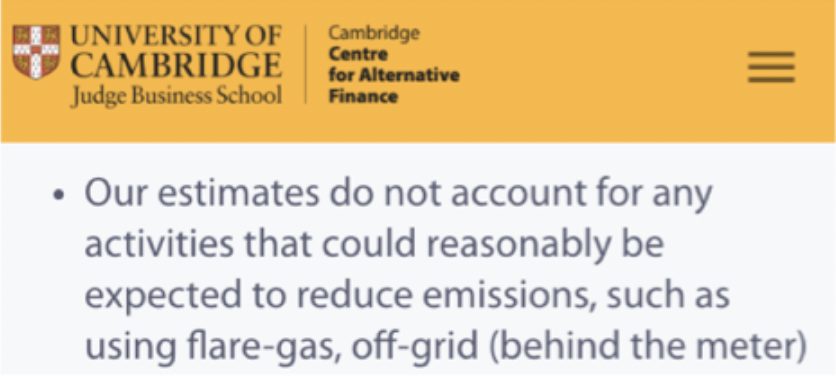 UNIVERSITY OF
CAMBRIDGE
Judge Business School
Cambridge
Centre
for Alternative
Finance
• Our estimates do not account for any
activities that could reasonably be
expected to reduce emissions, such as
using flare-gas, off-grid (behind the meter)